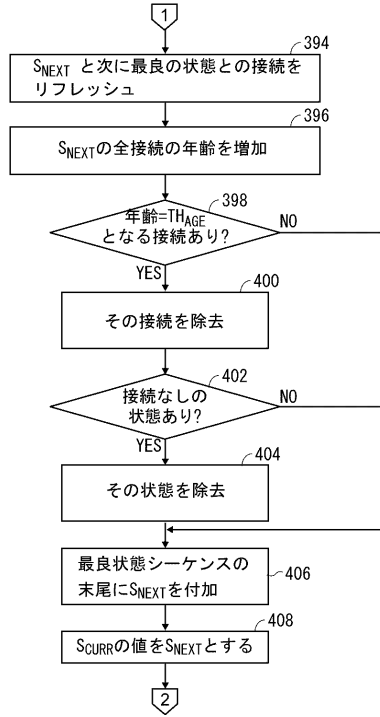 1
394
SNEXT と次に最良の状態との接続を
リフレッシュ
396
SNEXTの全接続の年齢を増加
398
年齢=THAGE
となる接続あり?
NO
YES
400
その接続を除去
402
接続なしの
状態あり?
NO
YES
404
その状態を除去
最良状態シーケンスの
末尾にSNEXTを付加
406
408
SCURRの値をSNEXTとする
2